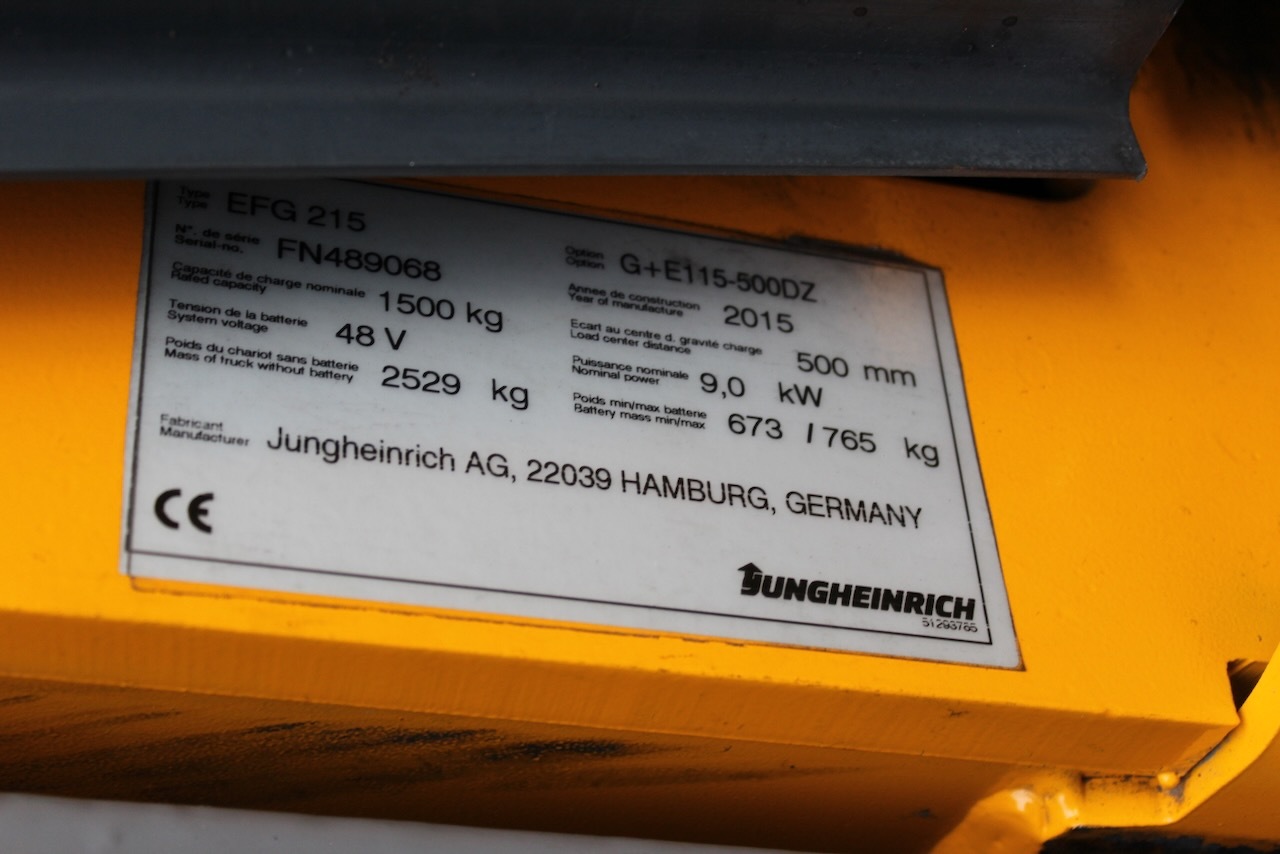 Type
Type EFG 215
N°. de série
Serial-no. FN489068
Option
Option G+E115-500DZ
Capacité de charge nominale
Rated capacity 1500 kg
Annee de construction
Year of manufacture 2015
Tension de la batterie
System voltage 48 V
Ecart au centre d. gravité charge
Load center distance 500 mm
Poids du chariot sans batterie
Mass of truck without battery 2529 kg
Puissance nominale
Nominal power 9,0 kW
Poids min/max batterie
Battery mass min/max 673 / 765 kg
Fabricant
Manufacturer Jungheinrich AG, 22039 HAMBURG, GERMANY
CE
JUNGHEINRICH
51293785